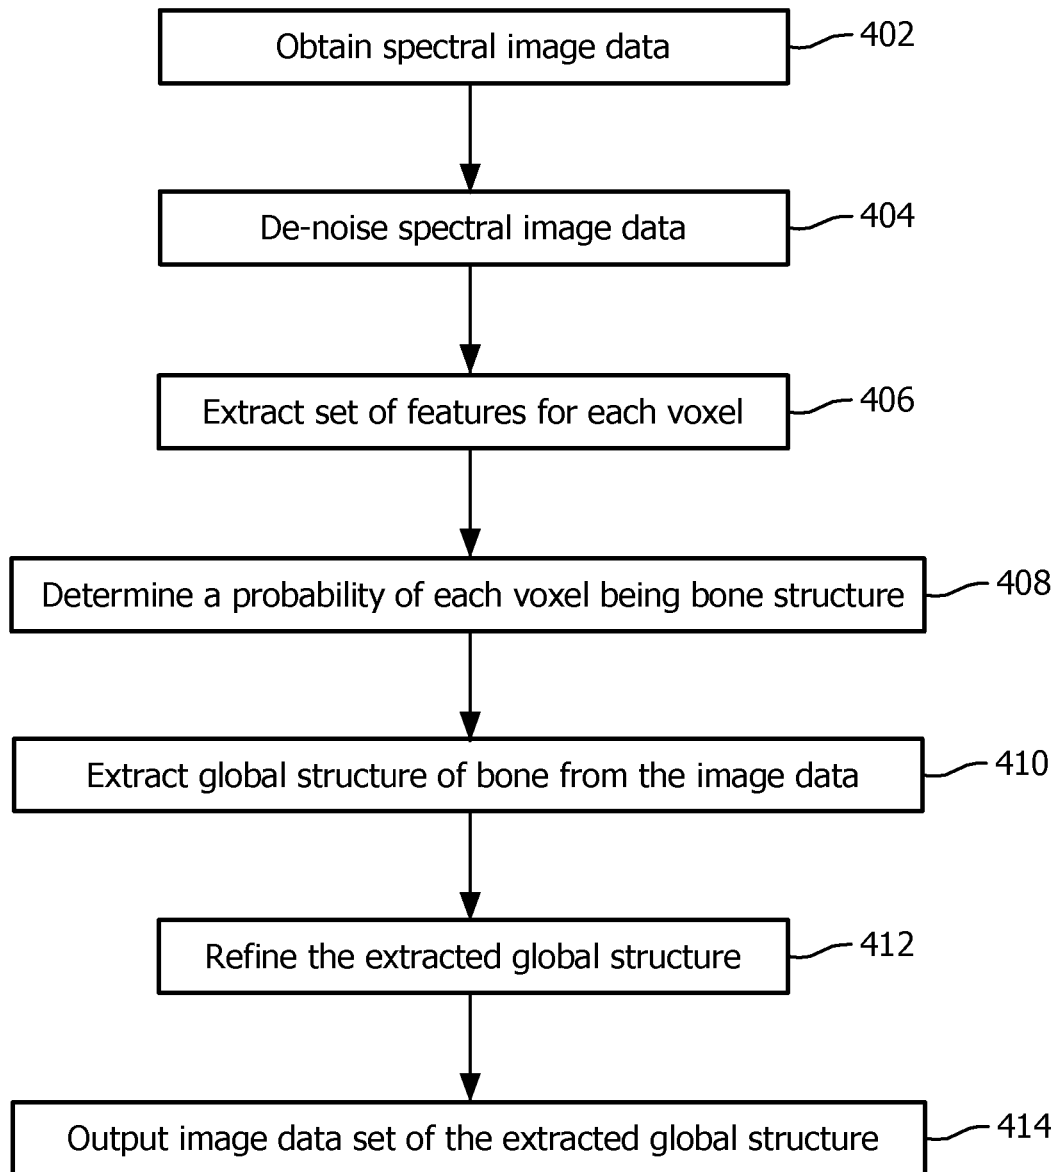 Obtain spectral image data
402
De-noise spectral image data
404
Extract set of features for each voxel
406
Determine a probability of each voxel being bone structure
408
Extract global structure of bone from the image data
410
Refine the extracted global structure
412
Output image data set of the extracted global structure
414